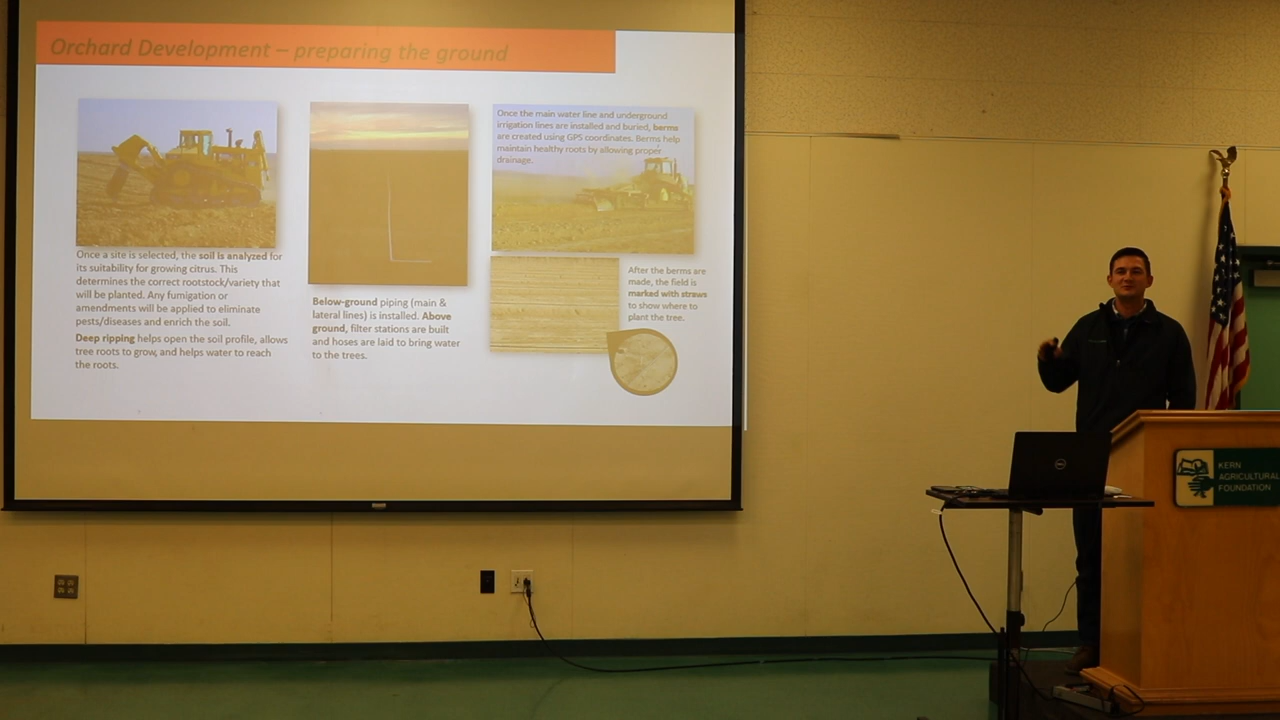 Orchard Development – preparing the ground
Once a site is selected, the soil is analyzed for
its suitability for growing citrus. This
determines the correct rootstock/variety that
will be planted. Any fumigation or
amendments will be applied to eliminate
pests/diseases and enrich the soil.
Deep ripping helps open the soil profile, allows
tree roots to grow, and helps water to reach
the roots.
Below-ground piping (main &
lateral lines) is installed. Above
ground, filter stations are built
and hoses are laid to bring water
to the trees.
Once the main water line and underground
irrigation lines are installed and buried, berms
are created using GPS coordinates. Berms help
maintain healthy roots by allowing proper
drainage.
After the berms are
made, the field is
marked with straws
to show where to
plant the tree.
DELL
KERN
AGRICULTURAL
FOUNDATION